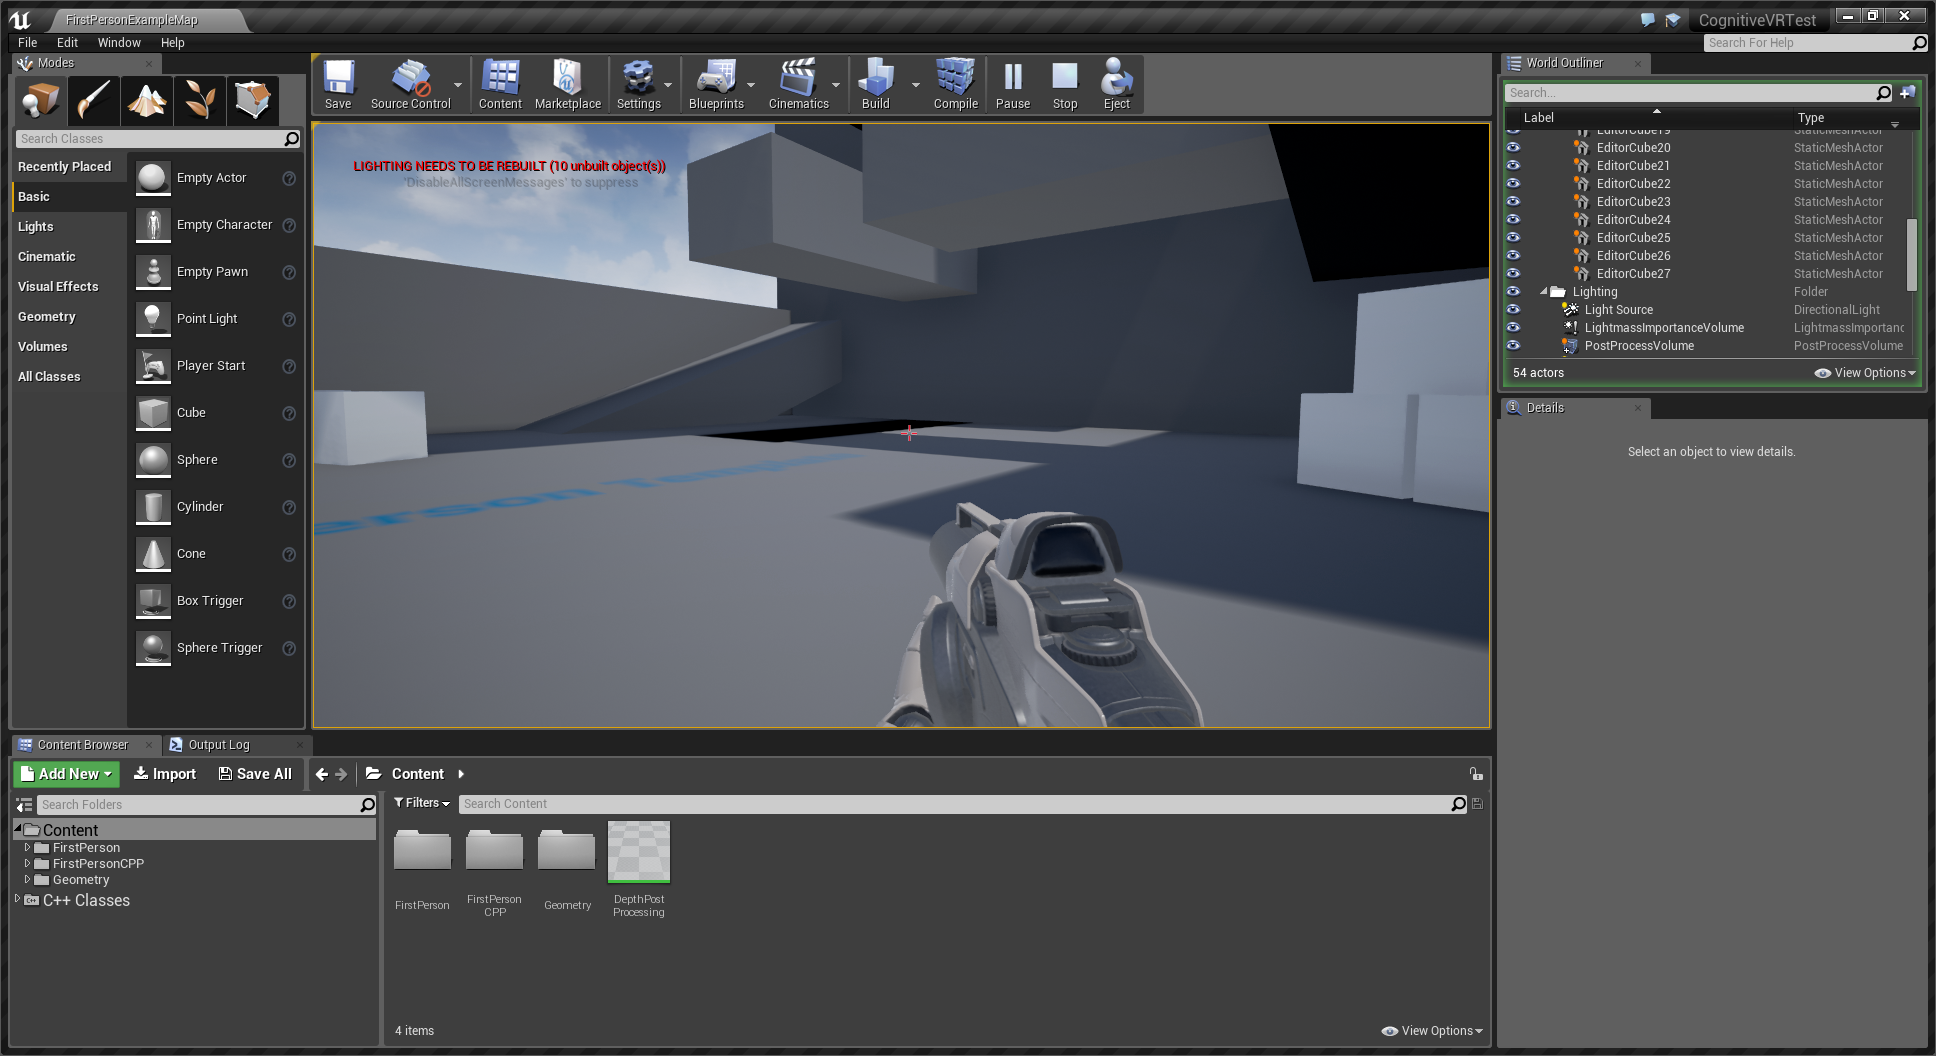 FirstPersonExampleMap
CognitiveVRTest
File Edit Window Help
Search For Help
Modes
Search Classes
Recently Placed
Basic
Lights
Cinematic
Visual Effects
Geometry
Volumes
All Classes
Empty Actor
Empty Character
Empty Pawn
Point Light
Player Start
Cube
Sphere
Cylinder
Cone
Box Trigger
Sphere Trigger
Save
Source Control
Content
Marketplace
Settings
Blueprints
Cinematics
Build
Compile
Pause
Stop
Eject
LIGHTING NEEDS TO BE REBUILT (10 unbuilt object(s))
'DisableAllScreenMessages' to suppress
World Outliner
Search...
Label Type
EditorCube19 StaticMeshActor
EditorCube20 StaticMeshActor
EditorCube21 StaticMeshActor
EditorCube22 StaticMeshActor
EditorCube23 StaticMeshActor
EditorCube24 StaticMeshActor
EditorCube25 StaticMeshActor
EditorCube26 StaticMeshActor
EditorCube27 StaticMeshActor
Lighting Folder
Light Source DirectionalLight
LightmassImportanceVolume LightmassImportanc
PostProcessVolume PostProcessVolume
54 actors
View Options
Details
Select an object to view details.
Content Browser
Output Log
Add New
Import
Save All
Content
Search Folders
Content
FirstPerson
FirstPersonCPP
Geometry
C++ Classes
Filters
Search Content
FirstPerson
FirstPerson
CPP
Geometry
DepthPost
Processing
4 items
View Options